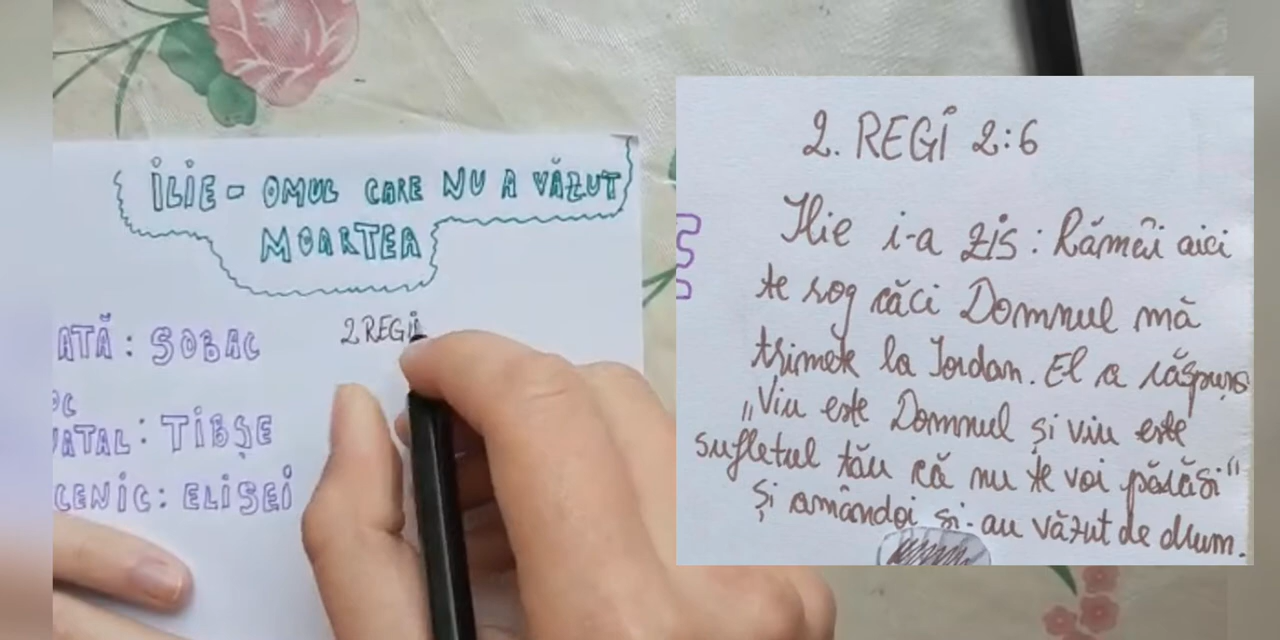 ILIE - OMUL CARE NU A VĂZUT
MOARTEA
ATĂ: SOBAC
2 REGI
OC
NATAL: TIBȘE
CENIC: ELISEI
2. REGI 2:6
Ilie i-a zis: Rămâi aici
te rog căci Domnul mă
trimete la Iordan. El a răspuns
„Viu este Domnul și viu este
sufletul tău că nu te voi părăsi"
Și amândoi și-au văzut de drum.